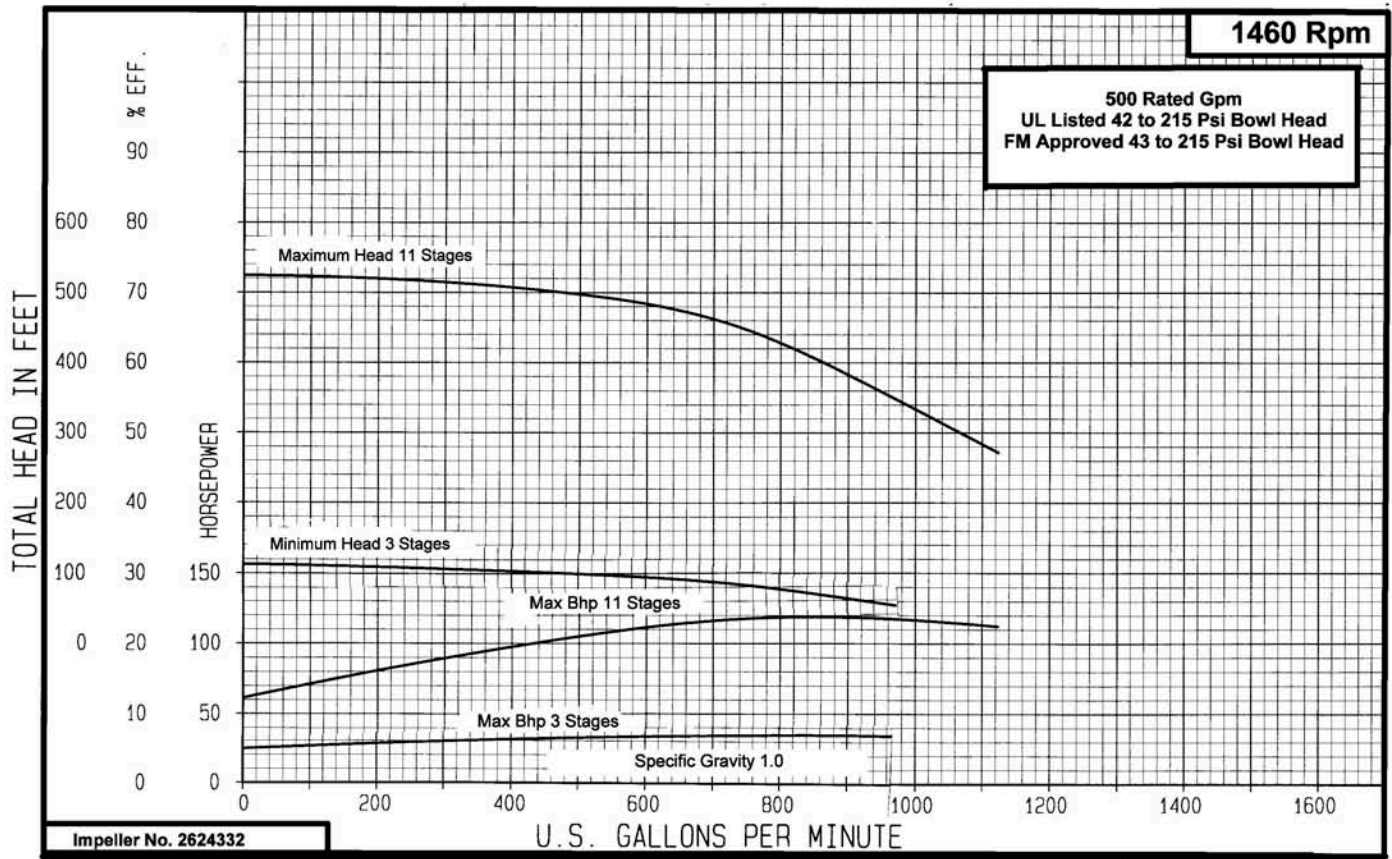 1460 Rpm
500 Rated Gpm
UL Listed 42 to 215 Psi Bowl Head
FM Approved 43 to 215 Psi Bowl Head
TOTAL HEAD IN FEET
% EFF.
HORSEPOWER
90
600 80
500 70
400 60
300 50
200 40
100 30 150
0 20 100
10 50
0 0
Maximum Head 11 Stages
Minimum Head 3 Stages
Max Bhp 11 Stages
Max Bhp 3 Stages
Specific Gravity 1.0
0 200 400 600 800 1000 1200 1400 1600
U.S. GALLONS PER MINUTE
Impeller No. 2624332